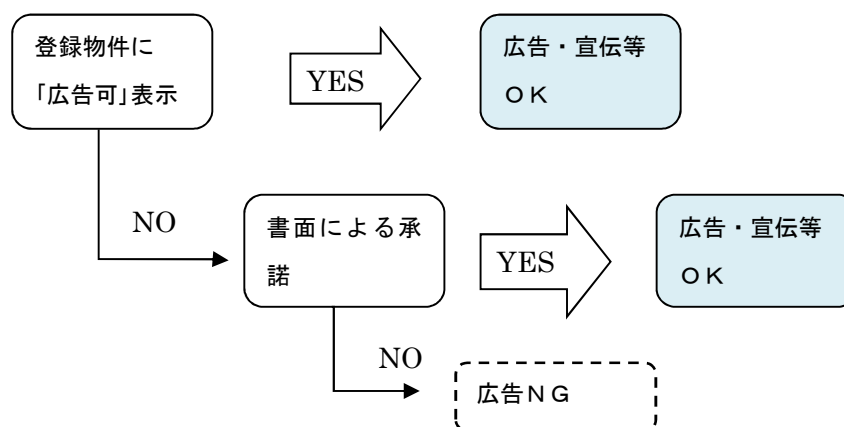 登録物件に
「広告可」表示
YES
広告・宣伝等
ＯＫ
NO
書面による承
諾
YES
広告・宣伝等
ＯＫ
NO
広告ＮＧ